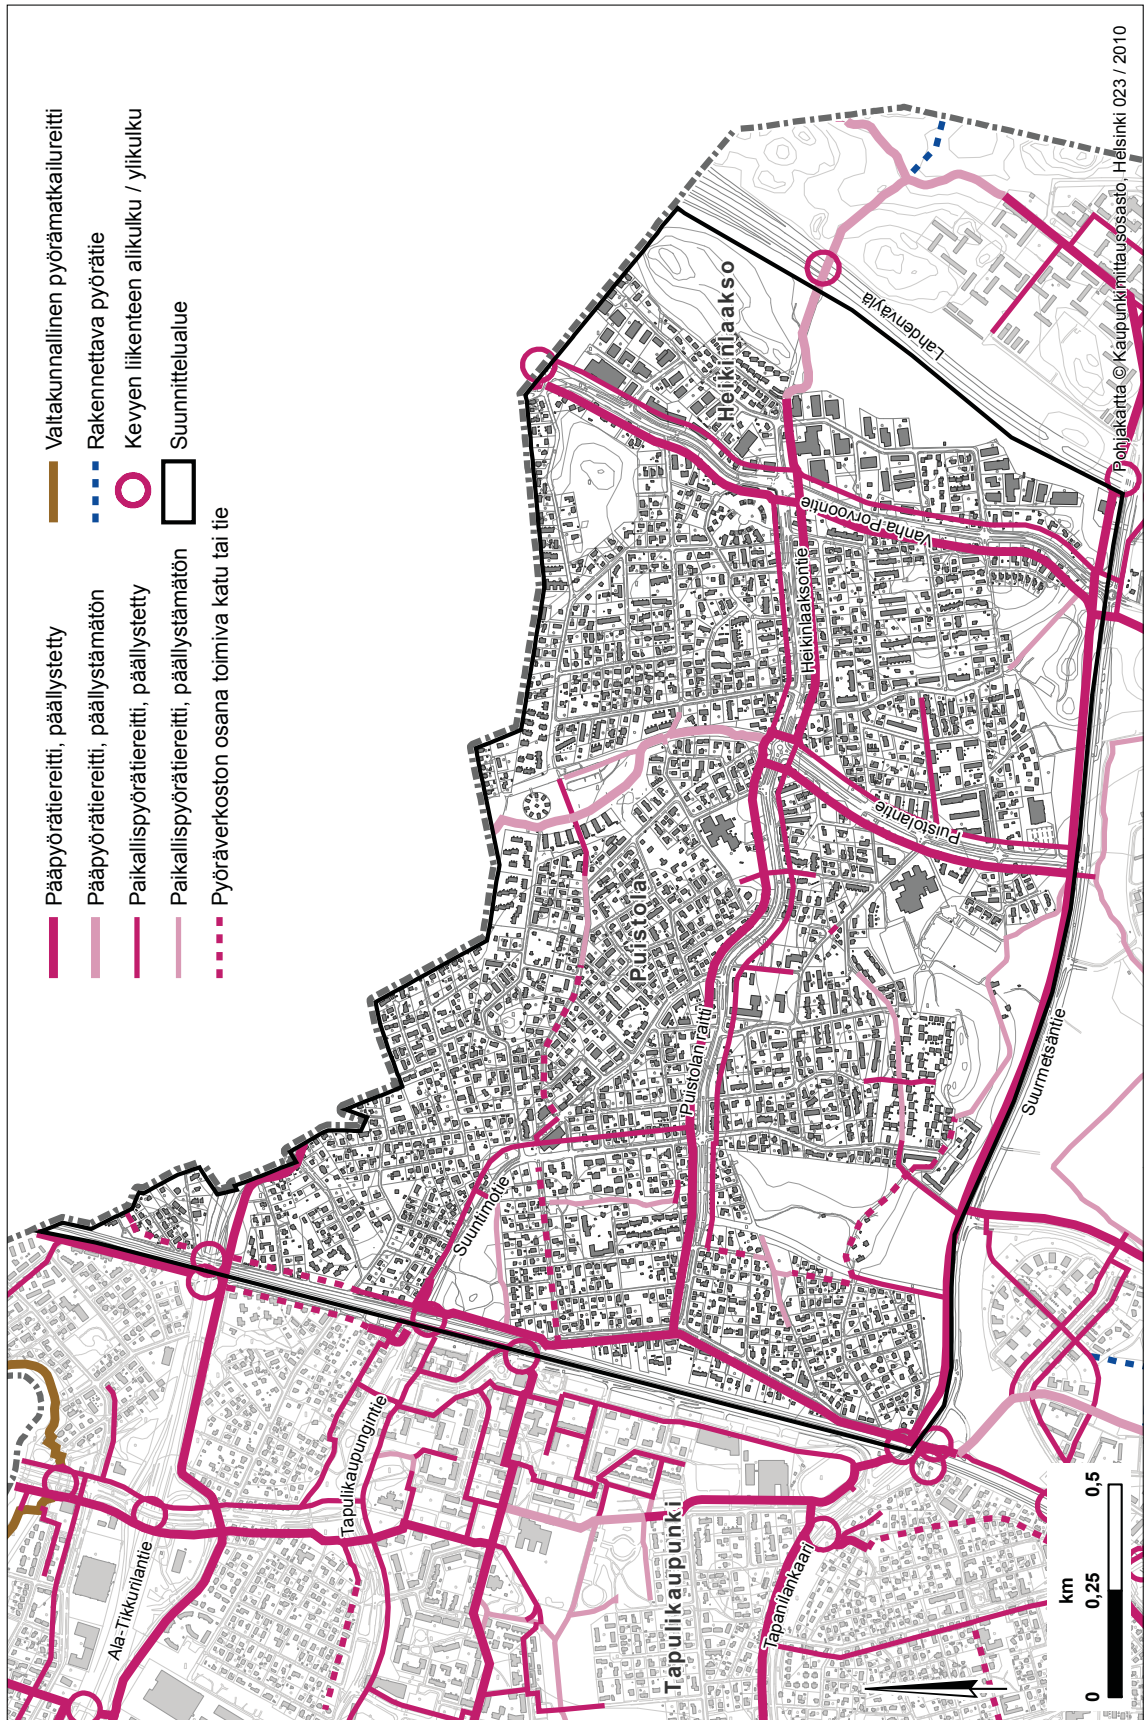 Pääpyörätiereitti, päällystetty
Pääpyörätiereitti, päällystämätön
Paikallispyörätiereitti, päällystetty
Paikallispyörätiereitti, päällystämätön
Pyöräverkoston osana toimiva katu tai tie
Valtakunnallinen pyörämatkailureitti
Rakennettava pyörätie
Kevyen liikenteen alikulku / ylikulku
Suunnittelualue
Ala-Tikkurilantie
Tapulikaupungintie
Suuntimotie
Puistola
Heikinlaakso
Puistolan raitti
Heikinlaaksontie
Vanha Porvoontie
Lahdenväylä
Puistolantie
Tapulikaupunki
Tapanilankaari
Suurmetsäntie
km
0 0,25 0,5
Pohjakartta © Kaupunkimittausosasto, Helsinki 023 / 2010